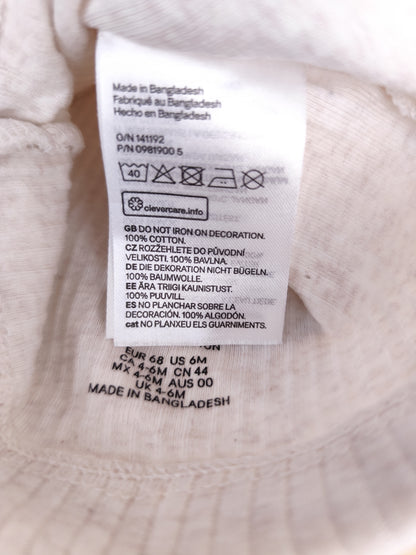 Made in Bangladesh
Fabriqué au Bangladesh
Hecho en Bangladesh
O/N 141192
P/N 0981900 5
40
clevercare.info
GB DO NOT IRON ON DECORATION.
100% COTTON.
CZ ROZŽEHLETE DO PŮVODNÍ
VELIKOSTI. 100% BAVLNA.
DE DIE DEKORATION NICHT BÜGELN.
100% BAUMWOLLE.
EE ÄRA TRIIGI KAUNISTUST.
100% PUUVILL.
ES NO PLANCHAR SOBRE LA
DECORACIÓN. 100% ALGODÓN.
cat NO PLANXEU ELS GUARNIMENTS.
EUR 68 US 6M
CA 4-6M CN 44
MX 4-6M AUS 00
UK 4-6M
MADE IN BANGLADESH